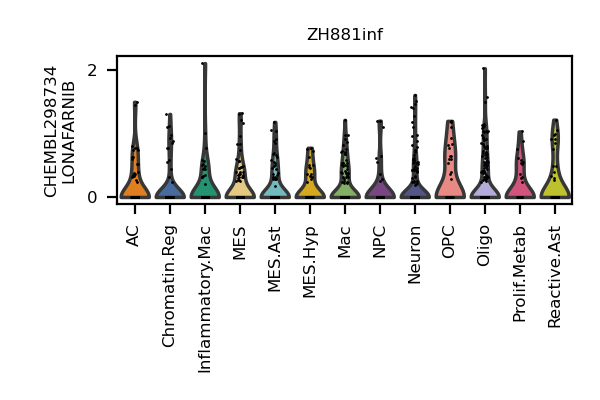 ZH881inf
CHEMBL298734
LONAFARNIB
2
0
AC
Chromatin.Reg
Inflammatory.Mac
MES
MES.Ast
MES.Hyp
Mac
NPC
Neuron
OPC
Oligo
Prolif.Metab
Reactive.Ast